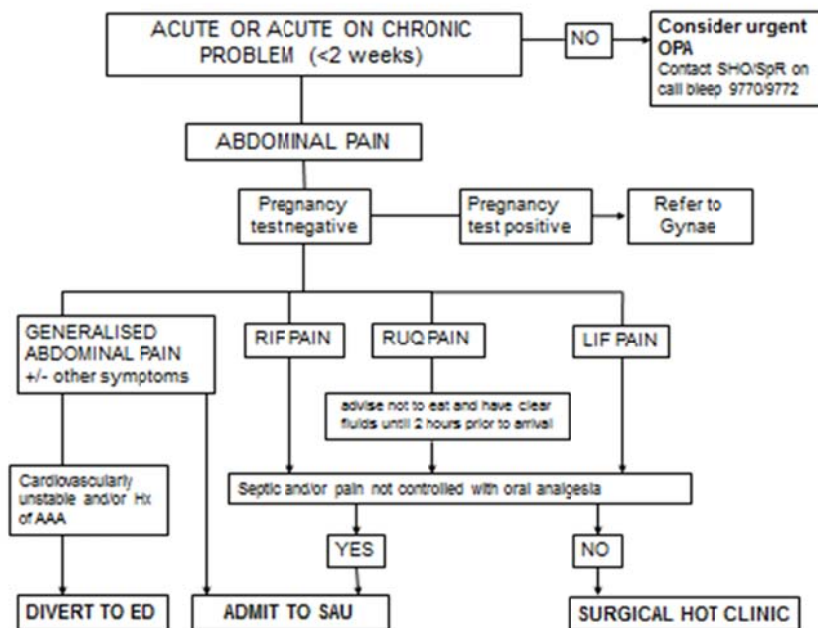 ACUTE OR ACUTE ON CHRONIC
PROBLEM (<2 weeks)
NO
Consider urgent
OPA
Contact SHO/SpR on
call bleep 9770/9772
ABDOMINAL PAIN
Pregnancy
test negative
Pregnancy
test positive
Refer to
Gynae
GENERALISED
ABDOMINAL PAIN
+/- other symptoms
RIF PAIN
RUQ PAIN
LIF PAIN
advise not to eat and have clear
fluids until 2 hours prior to arrival
Cardiovascularly
unstable and/or Hx
of AAA
Septic and/or pain not controlled with oral analgesia
YES
NO
DIVERT TO ED
ADMIT TO SAU
SURGICAL HOT CLINIC